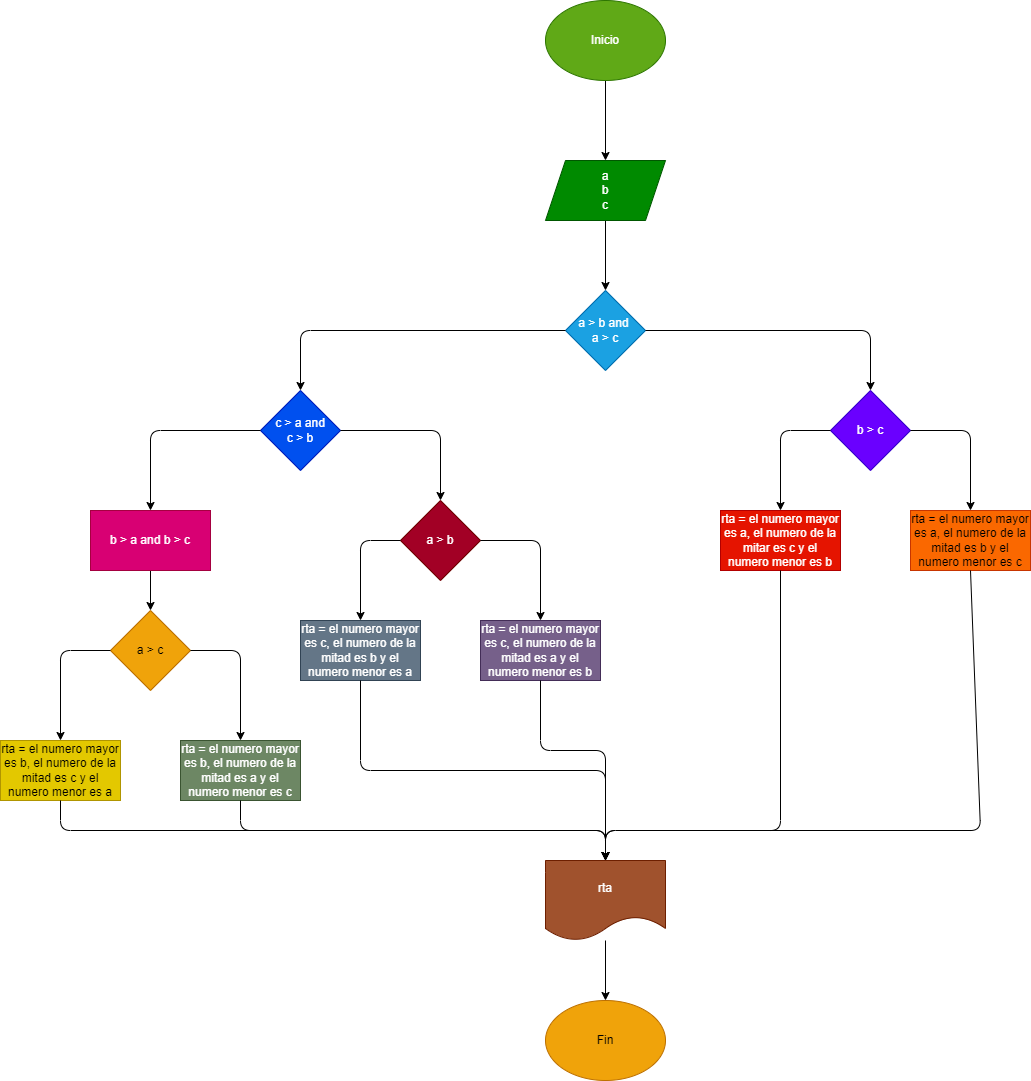 Inicio
a
b
c
a > b and
a > c
c > a and
c > b
b > c
b > a and b > c
a > b
rta = el numero mayor
es a, el numero de la
mitar es c y el
numero menor es b
rta = el numero mayor
es a, el numero de la
mitad es b y el
numero menor es c
a > c
rta = el numero mayor
es c, el numero de la
mitad es b y el
numero menor es a
rta = el numero mayor
es c, el numero de la
mitad es a y el
numero menor es b
rta = el numero mayor
es b, el numero de la
mitad es c y el
numero menor es a
rta = el numero mayor
es b, el numero de la
mitad es a y el
numero menor es c
rta
Fin